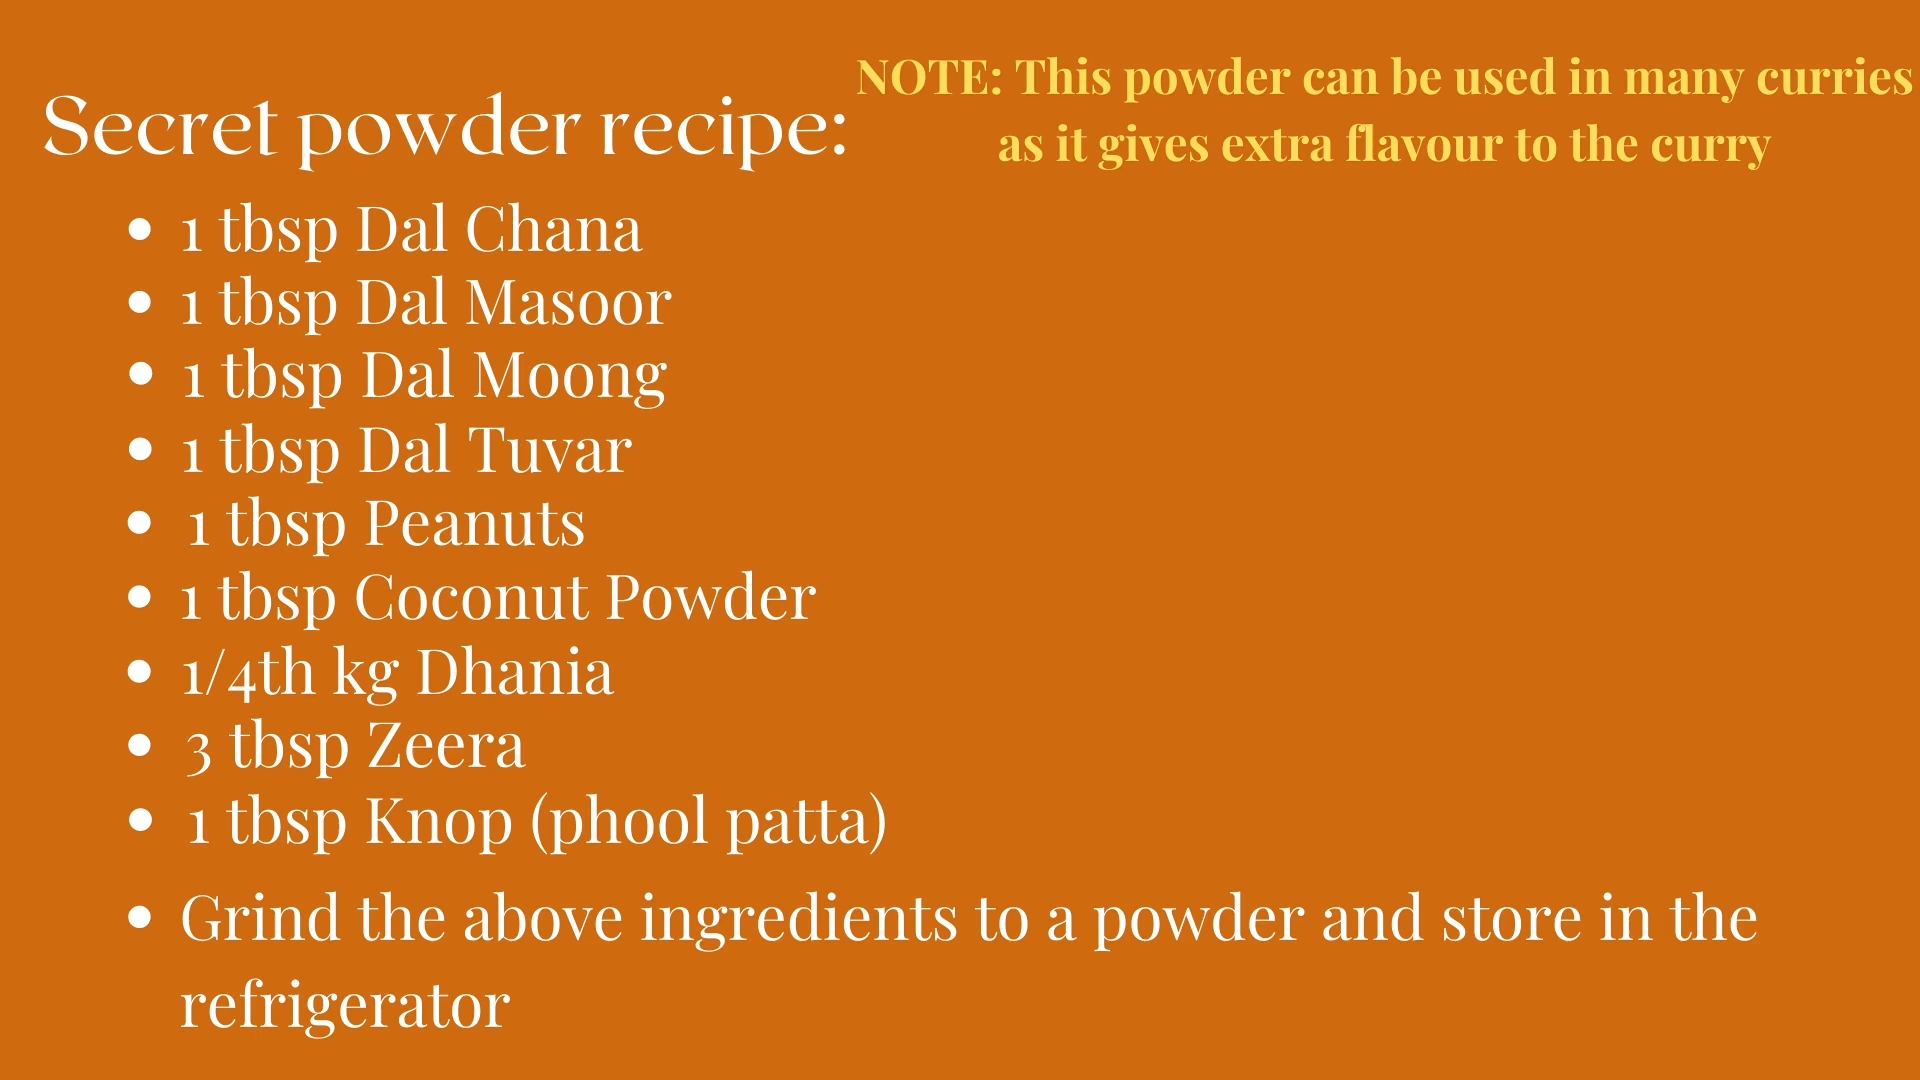 Secret powder recipe:
NOTE: This powder can be used in many curries
as it gives extra flavour to the curry
• 1 tbsp Dal Chana
• 1 tbsp Dal Masoor
• 1 tbsp Dal Moong
• 1 tbsp Dal Tuvar
• 1 tbsp Peanuts
• 1 tbsp Coconut Powder
• 1/4th kg Dhania
• 3 tbsp Zeera
• 1 tbsp Knop (phool patta)
• Grind the above ingredients to a powder and store in the
refrigerator